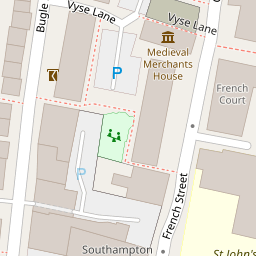 Vyse Lane
Vyse Lane
Bugle
Medieval
Merchants
House
P
French
Court
P
French Street
Southampton
St John's